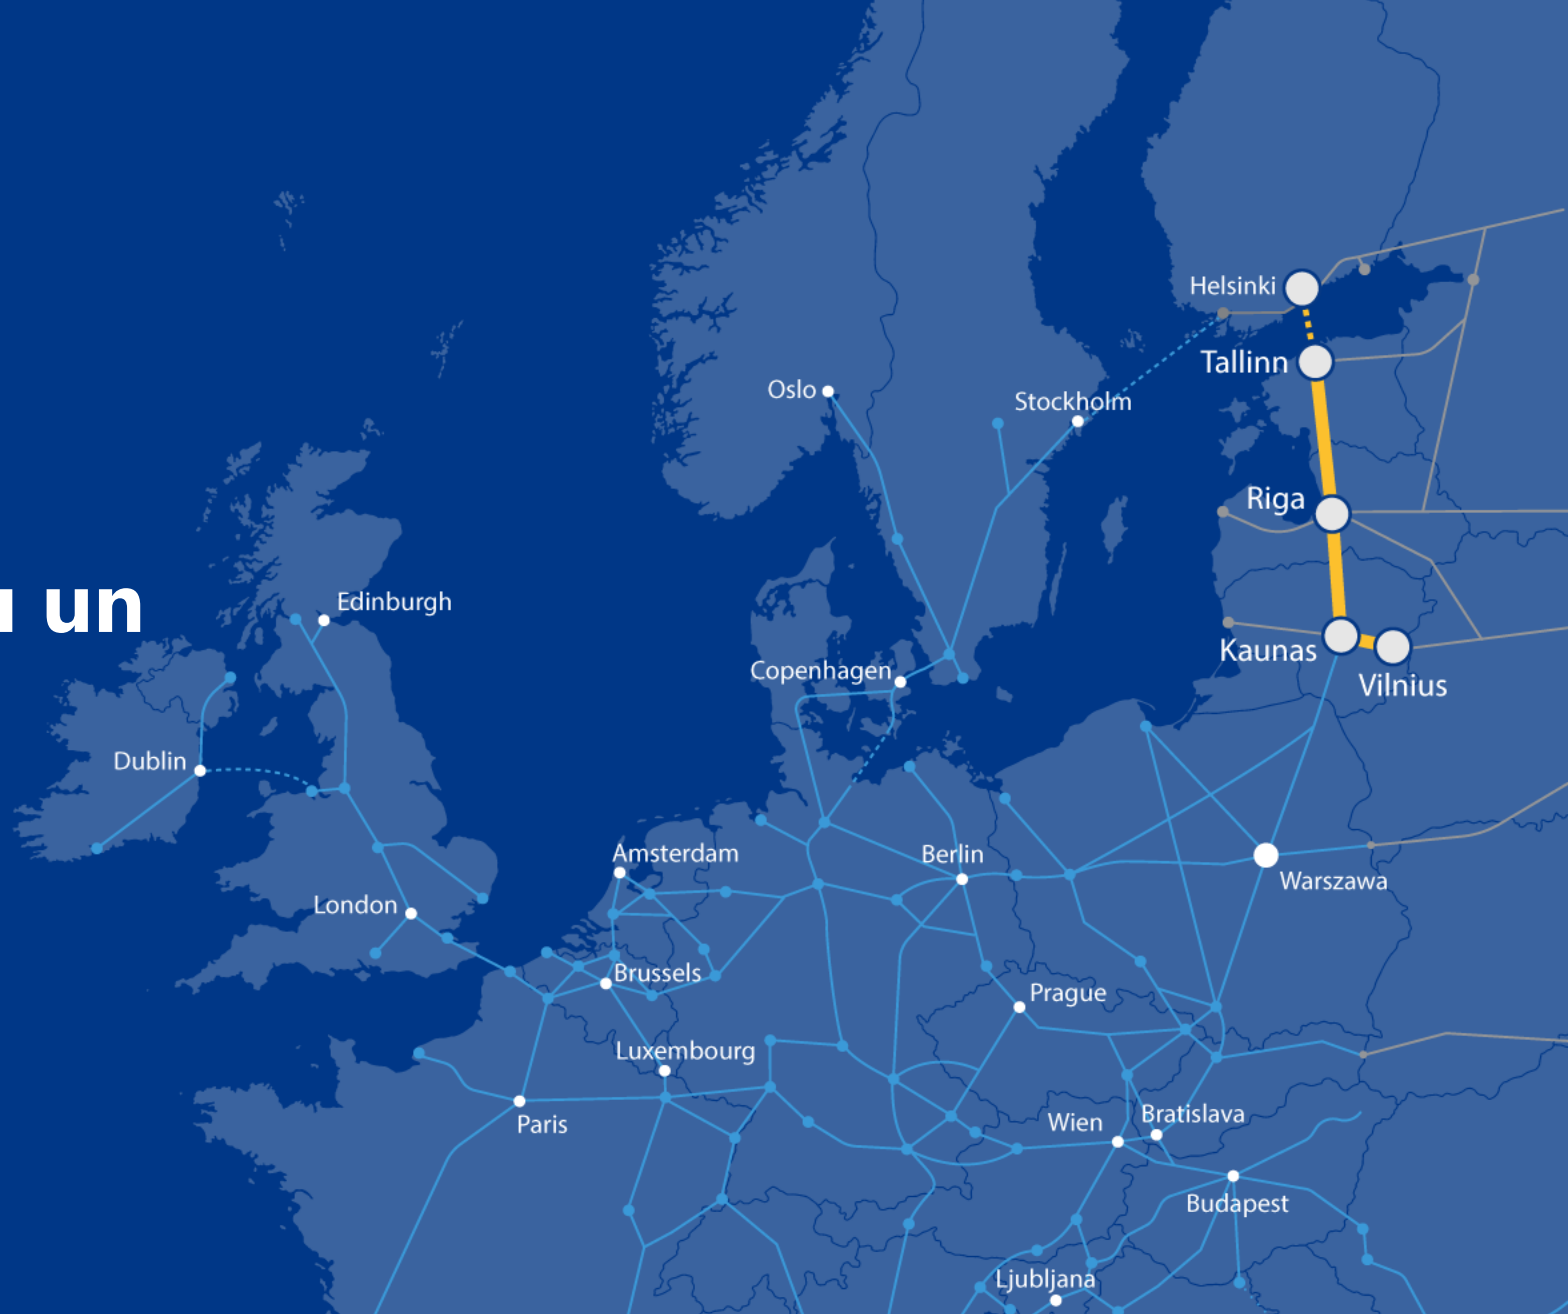 Helsinki
Tallinn
Oslo
Stockholm
Riga
un
Edinburgh
Kaunas
Copenhagen
Vilnius
Dublin
Amsterdam
Berlin
Warszawa
London
Brussels
Prague
Luxembourg
Paris
Wien
Bratislava
Budapest
Ljubljana